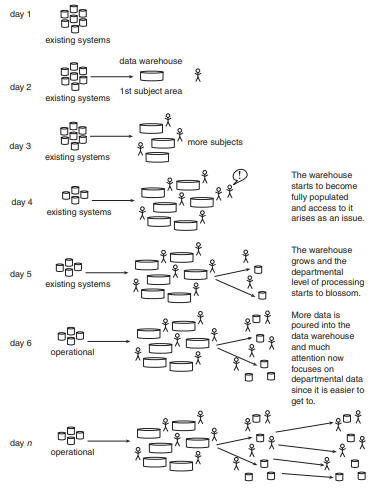 day 1
existing systems
data warehouse
day 2
existing systems
1st subject area
day 3
more subjects
existing systems
!
day 4
existing systems
The warehouse
starts to become
fully populated
and access to it
arises as an issue.
day 5
existing systems
The warehouse
grows and the
departmental
level of processing
starts to blossom.
day 6
operational
More data is
poured into the
data warehouse
and much
attention now
focuses on
departmental data
since it is easier to
get to.
day n
operational